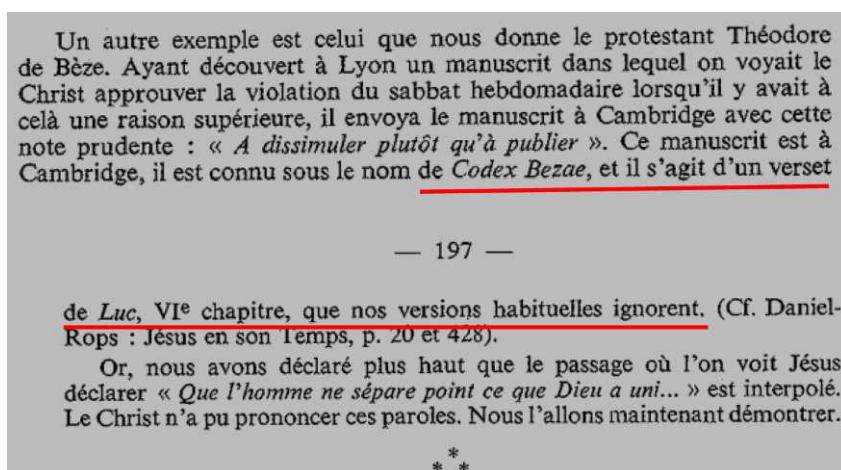 Un autre exemple est celui que nous donne le protestant Théodore
de Bèze. Ayant découvert à Lyon un manuscrit dans lequel on voyait le
Christ approuver la violation du sabbat hebdomadaire lorsqu'il y avait à
celà une raison supérieure, il envoya le manuscrit à Cambridge avec cette
note prudente : « A dissimuler plutôt qu'à publier ». Ce manuscrit est à
Cambridge, il est connu sous le nom de Codex Bezae, et il s'agit d'un verset
— 197 —
de Luc, VIe chapitre, que nos versions habituelles ignorent. (Cf. Daniel-
Rops : Jésus en son Temps, p. 20 et 428).
Or, nous avons déclaré plus haut que le passage où l'on voit Jésus
déclarer « Que l'homme ne sépare point ce que Dieu a uni... » est interpolé.
Le Christ n'a pu prononcer ces paroles. Nous l'allons maintenant démontrer.
*
* *